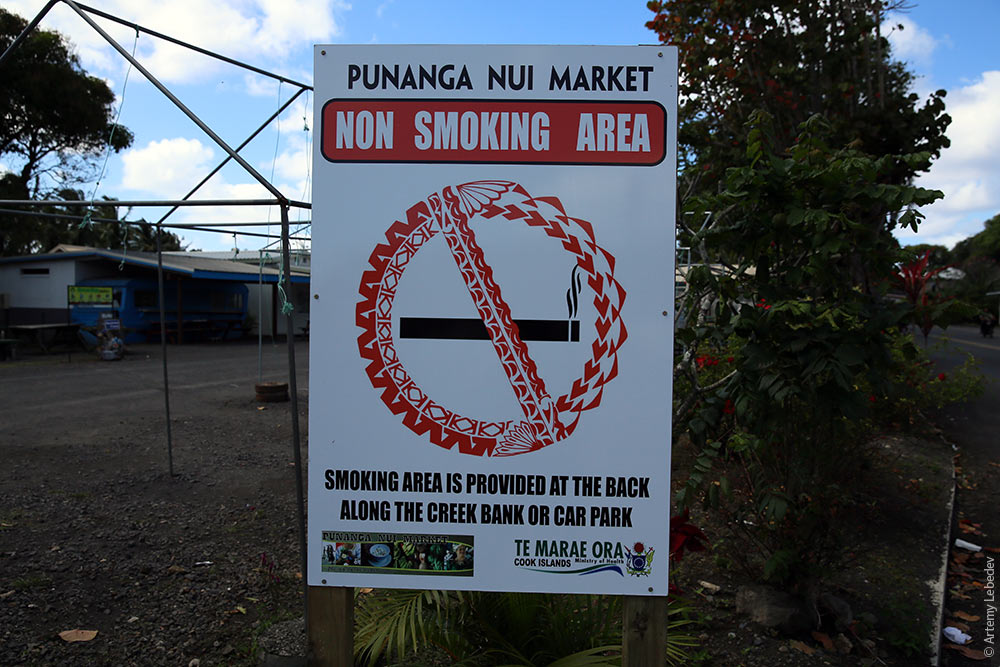 PUNANGA NUI MARKET
NON SMOKING AREA
SMOKING AREA IS PROVIDED AT THE BACK
ALONG THE CREEK BANK OR CAR PARK
PUNANGA NUI MARKET
TE MARAE ORA
COOK ISLANDS Ministry of Health
© Artemy Lebedev